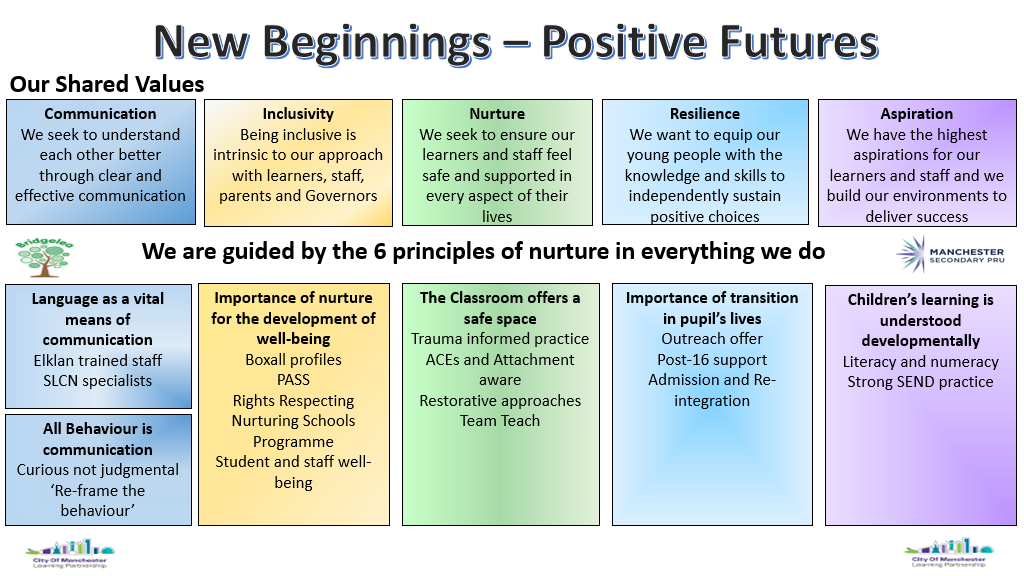 New Beginnings – Positive Futures
Our Shared Values
Communication
We seek to understand
each other better
through clear and
effective communication
Inclusivity
Being inclusive is
intrinsic to our approach
with learners, staff,
parents and Governors
Nurture
We seek to ensure our
learners and staff feel
safe and supported in
every aspect of their
lives
Resilience
We want to equip our
young people with the
knowledge and skills to
independently sustain
positive choices
Aspiration
We have the highest
aspirations for our
learners and staff and we
build our environments to
deliver success
Bridgelea
We are guided by the 6 principles of nurture in everything we do
MANCHESTER
SECONDARY PRU
Language as a vital
means of
communication
Elklan trained staff
SLCN specialists
All Behaviour is
communication
Curious not judgmental
‘Re-frame the
behaviour’
Importance of nurture
for the development of
well-being
Boxall profiles
PASS
Rights Respecting
Nurturing Schools
Programme
Student and staff well-
being
The Classroom offers a
safe space
Trauma informed practice
ACEs and Attachment
aware
Restorative approaches
Team Teach
Importance of transition
in pupil’s lives
Outreach offer
Post-16 support
Admission and Re-
integration
Children’s learning is
understood
developmentally
Literacy and numeracy
Strong SEND practice
City Of Manchester
Learning Partnership
City Of Manchester
Learning Partnership